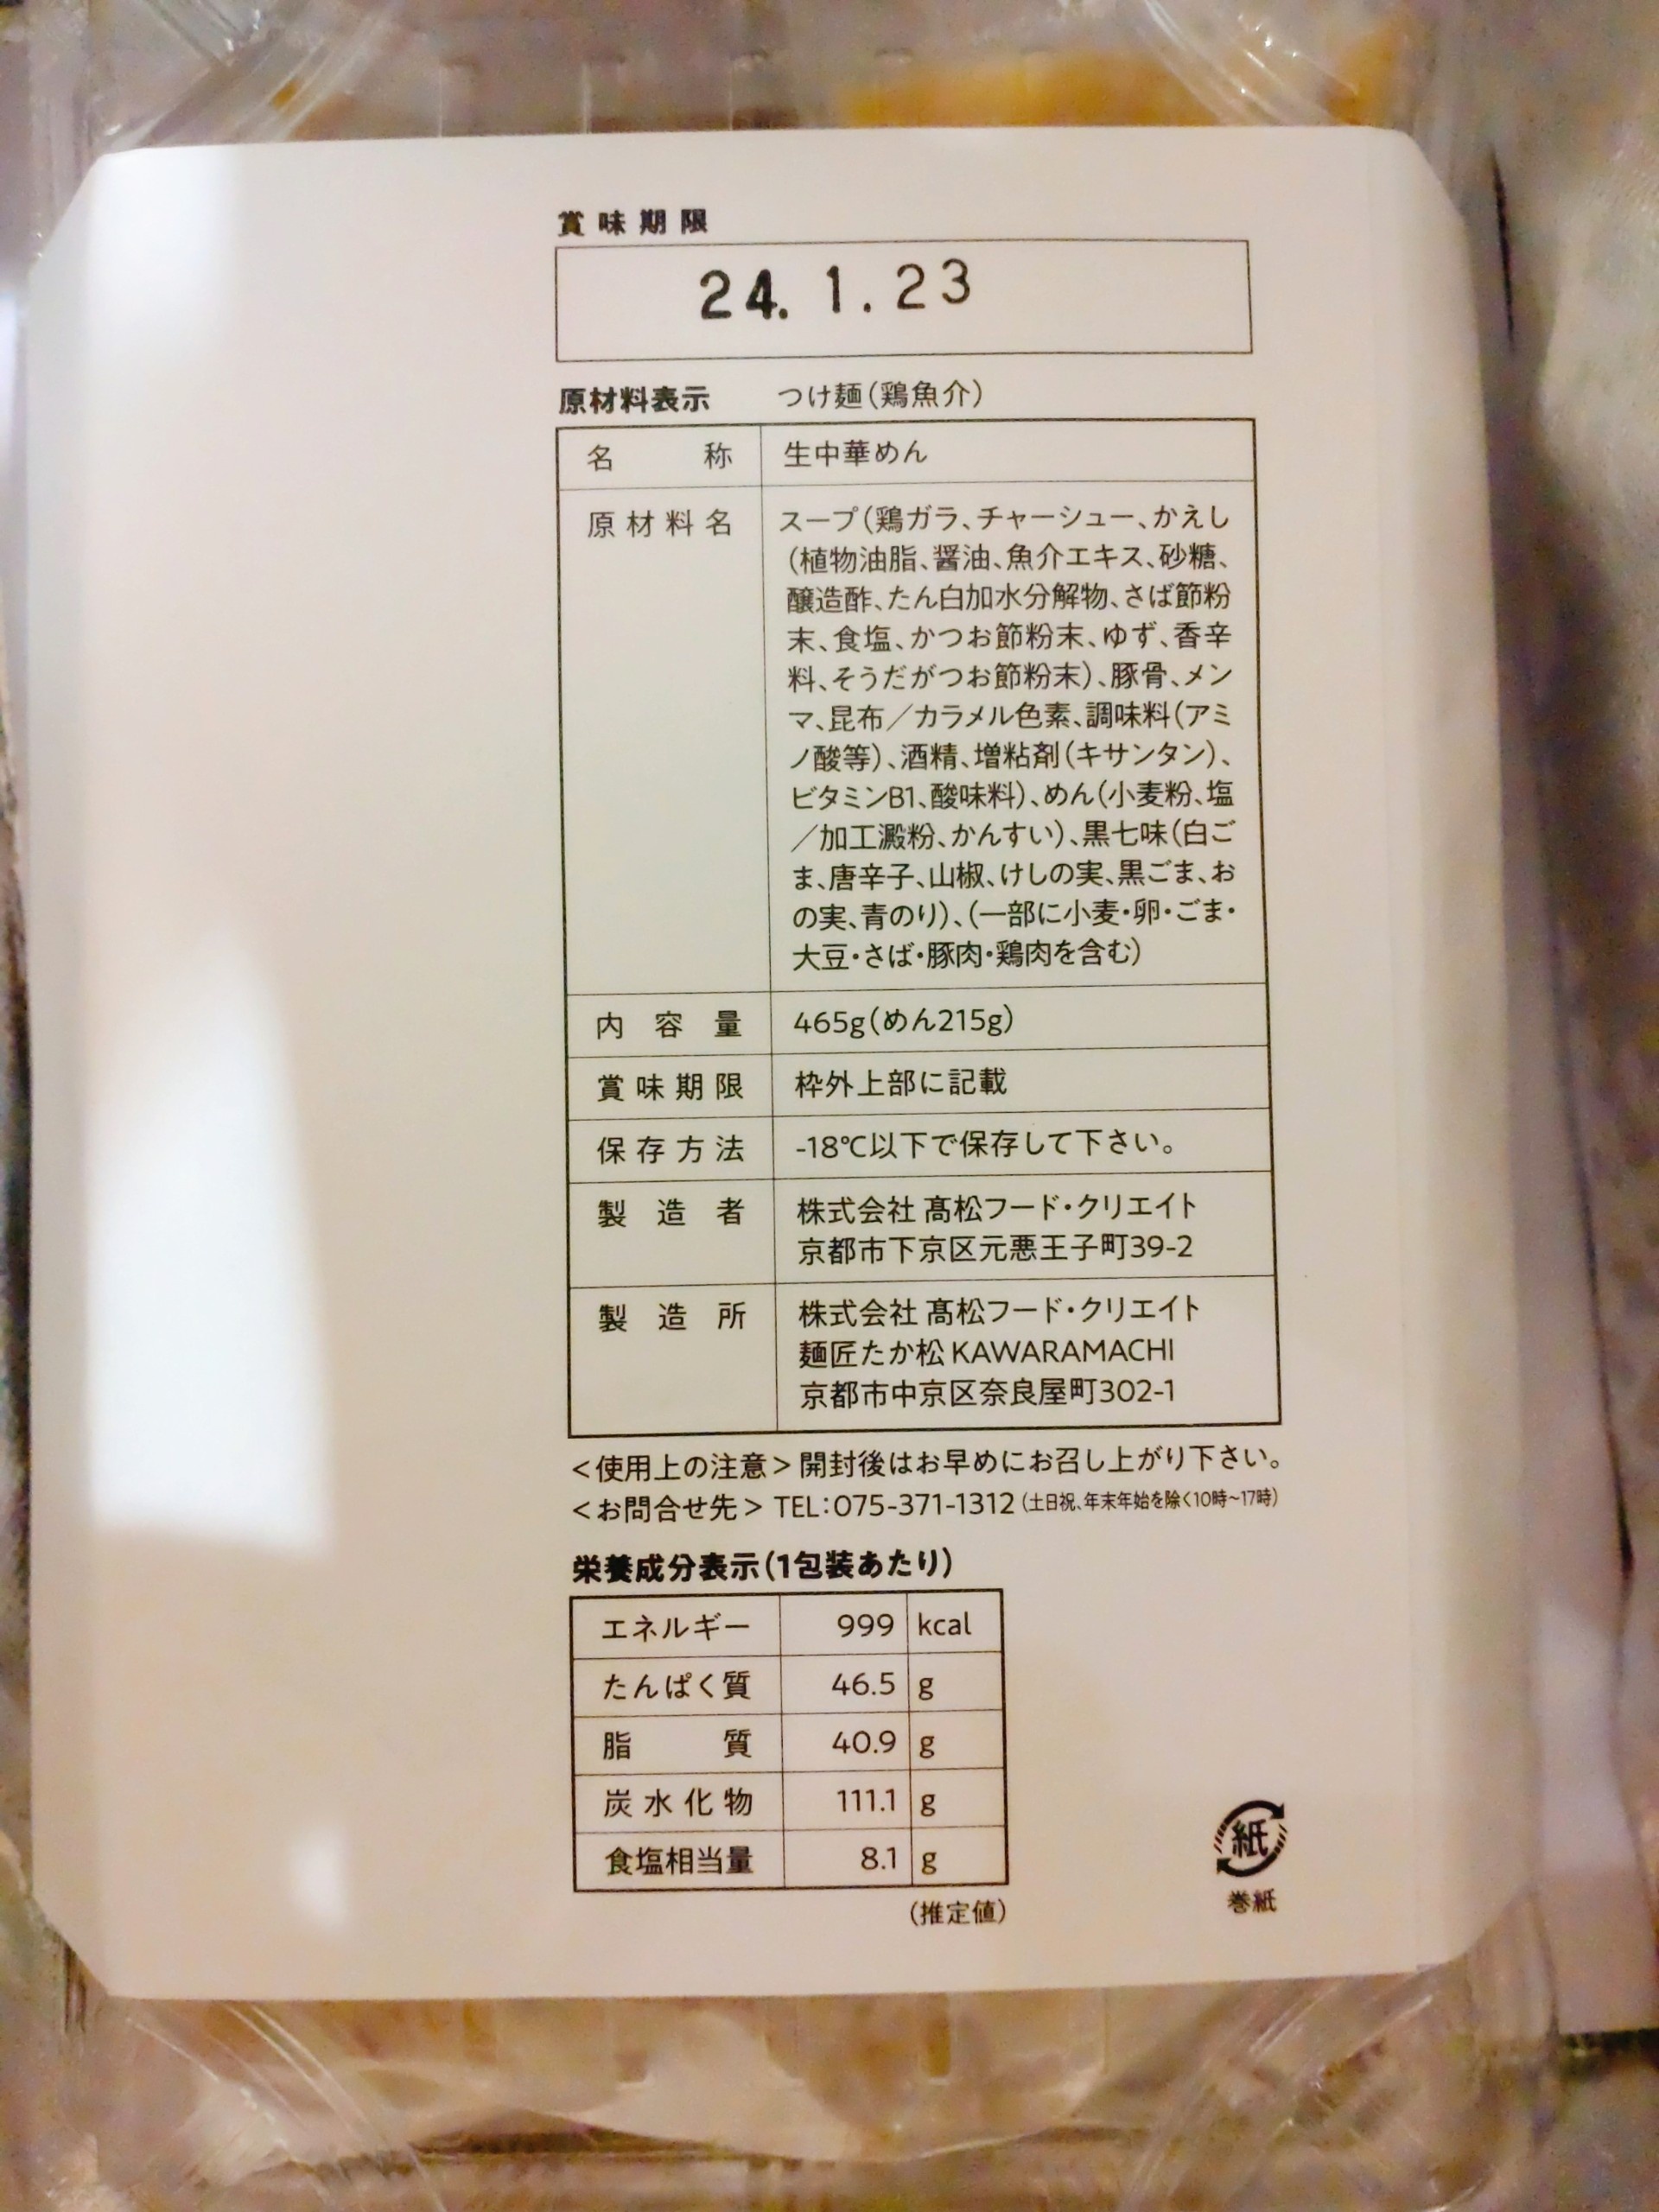 賞味期限
24. 1. 23
原材料表示 つけ麺(鶏魚介)
名称 生中華めん
原材料名 スープ(鶏ガラ、チャーシュー、かえし
(植物油脂、醤油、魚介エキス、砂糖、
醸造酢、たん白加水分解物、さば節粉
末、食塩、かつお節粉末、ゆず、香辛
料、そうだがつお節粉末)、豚骨、メン
マ、昆布/カラメル色素、調味料(アミ
ノ酸等)、酒精、増粘剤(キサンタン)、
ビタミンB1、酸味料)、めん(小麦粉、塩
/加工澱粉、かんすい)、黒七味(白ご
ま、唐辛子、山椒、けしの実、黒ごま、お
の実、青のり)、(一部に小麦・卵・ごま・
大豆・さば・豚肉・鶏肉を含む)
内容量 465g(めん215g)
賞味期限 枠外上部に記載
保存方法 -18℃以下で保存して下さい。
製造者 株式会社 髙松フード・クリエイト
京都市下京区元悪王子町39-2
製造所 株式会社 髙松フード・クリエイト
麺匠たか松 KAWARAMACHI
京都市中京区奈良屋町302-1
<使用上の注意>開封後はお早めにお召し上がり下さい。
<お問合せ先> TEL:075-371-1312(土日祝、年末年始を除く10時~17時)
栄養成分表示(1包装あたり)
エネルギー 999 kcal
たんぱく質 46.5 g
脂質 40.9 g
炭水化物 111.1 g
食塩相当量 8.1 g
(推定値)
紙
巻紙